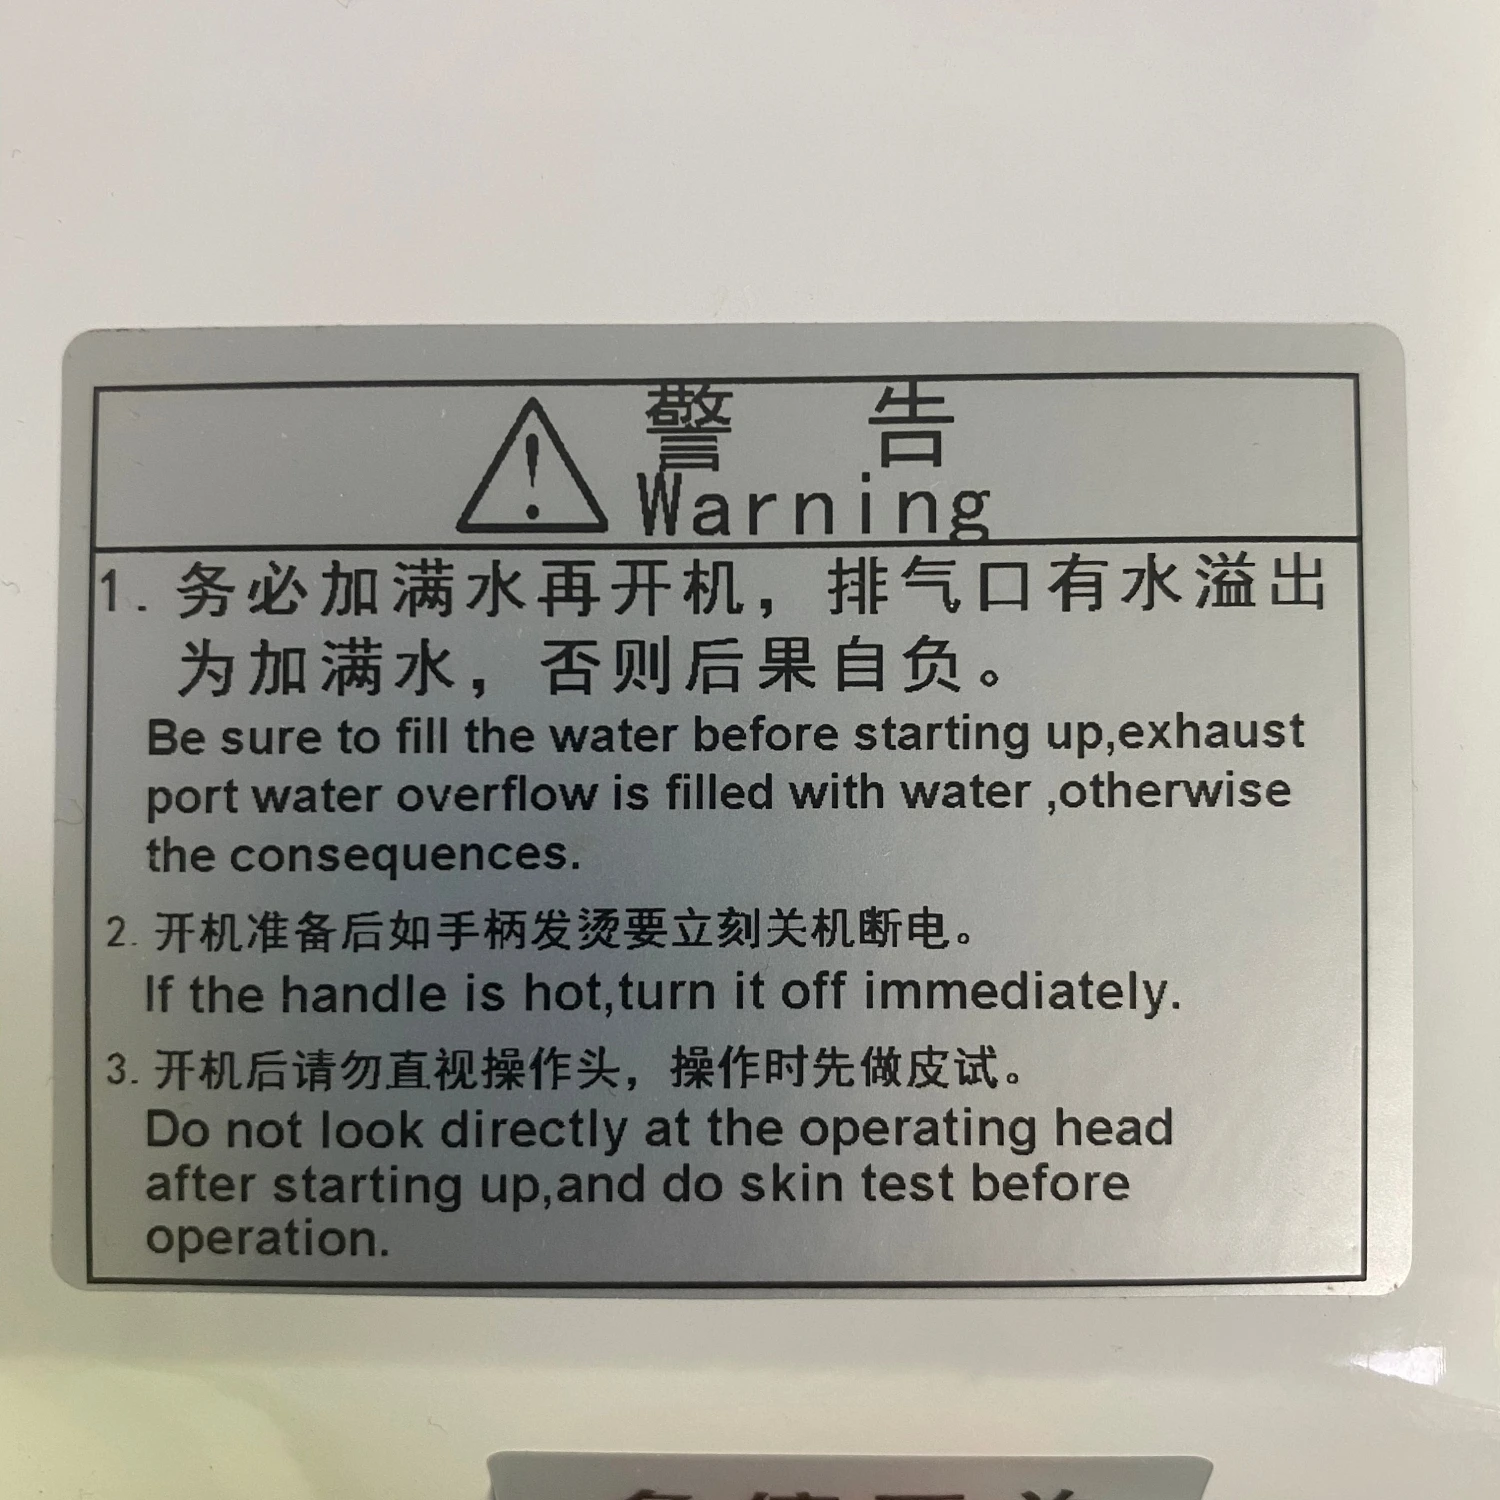 警 告
Warning
1. 务必加满水再开机，排气口有水溢出
为加满水，否则后果自负。
Be sure to fill the water before starting up,exhaust
port water overflow is filled with water ,otherwise
the consequences.
2. 开机准备后如手柄发烫要立刻关机断电。
If the handle is hot,turn it off immediately.
3. 开机后请勿直视操作头，操作时先做皮试。
Do not look directly at the operating head
after starting up,and do skin test before
operation.